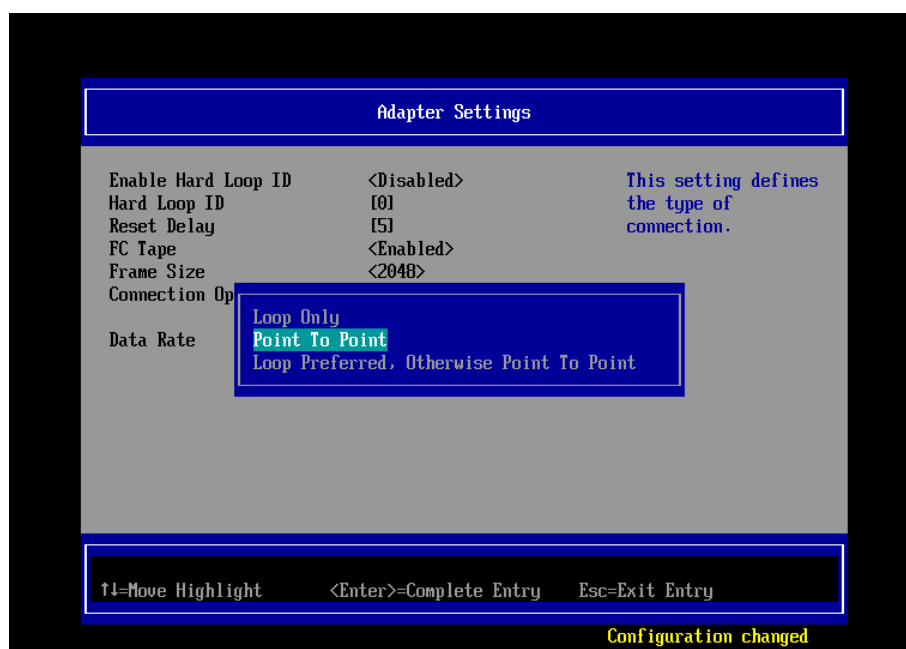 Adapter Settings
Enable Hard Loop ID <Disabled>
Hard Loop ID [0]
Reset Delay [5]
FC Tape <Enabled>
Frame Size <2048>
Connection Op
Data Rate
This setting defines
the type of
connection.
Loop Only
Point To Point
Loop Preferred, Otherwise Point To Point
↑↓=Move Highlight <Enter>=Complete Entry Esc=Exit Entry
Configuration changed